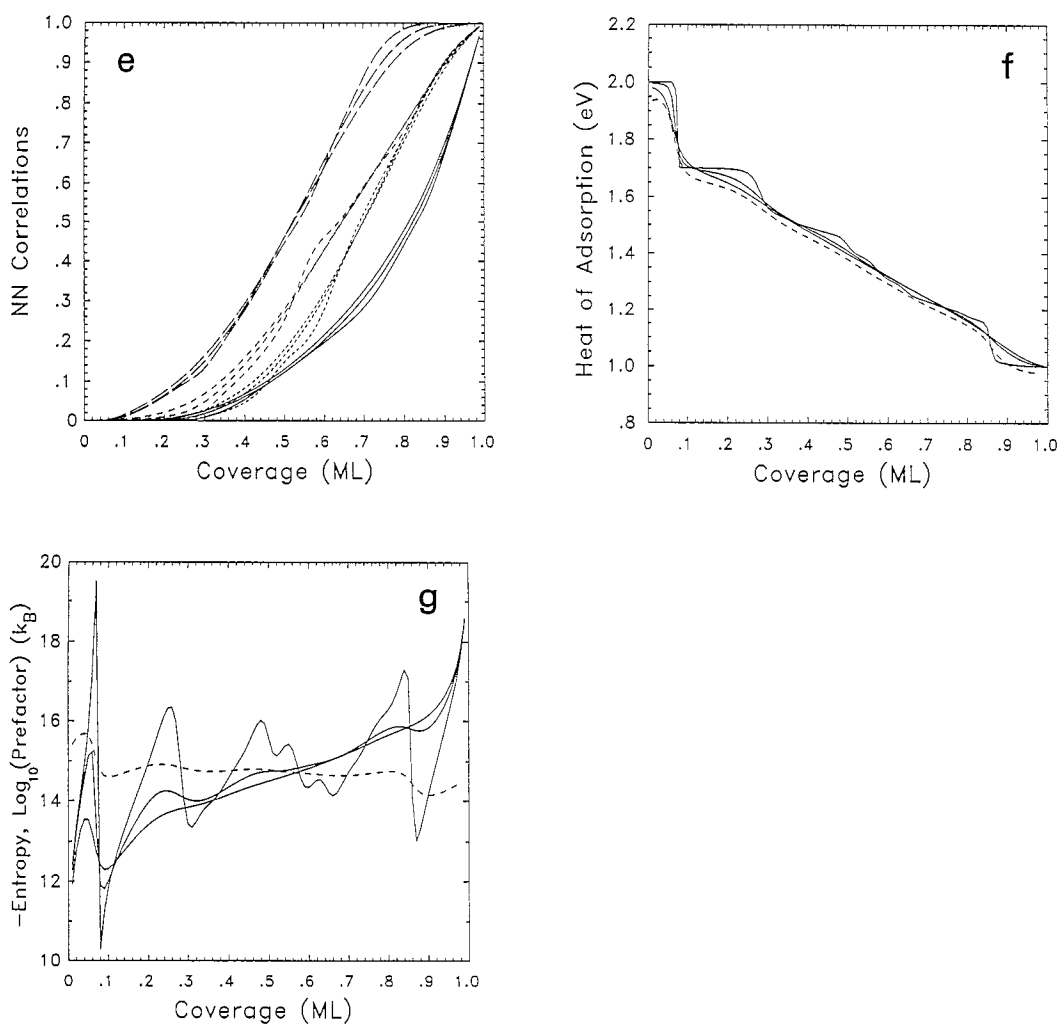 e
NN Correlations
1.0
.9
.8
.7
.6
.5
.4
.3
.2
.1
0
0 .1 .2 .3 .4 .5 .6 .7 .8 .9 1.0
Coverage (ML)
f
Heat of Adsorption (eV)
2.2
2.0
1.8
1.6
1.4
1.2
1.0
.8
0 .1 .2 .3 .4 .5 .6 .7 .8 .9 1.0
Coverage (ML)
g
−Entropy, Log10(Prefactor) (kB)
20
18
16
14
12
10
0 .1 .2 .3 .4 .5 .6 .7 .8 .9 1.0
Coverage (ML)